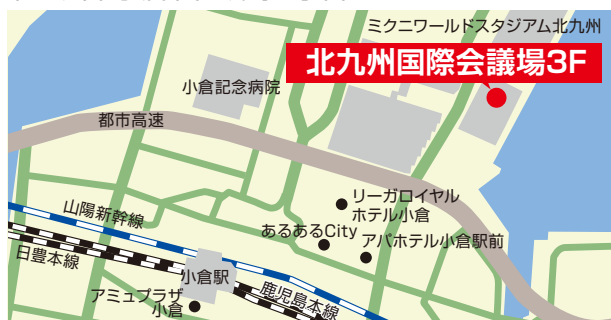 ミクニワールドスタジアム北九州
北九州国際会議場3F
小倉記念病院
都市高速
リーガロイヤル
ホテル小倉
山陽新幹線
あるあるCity
アパホテル小倉駅前
日豊本線
小倉駅
鹿児島本線
アミュプラザ
小倉